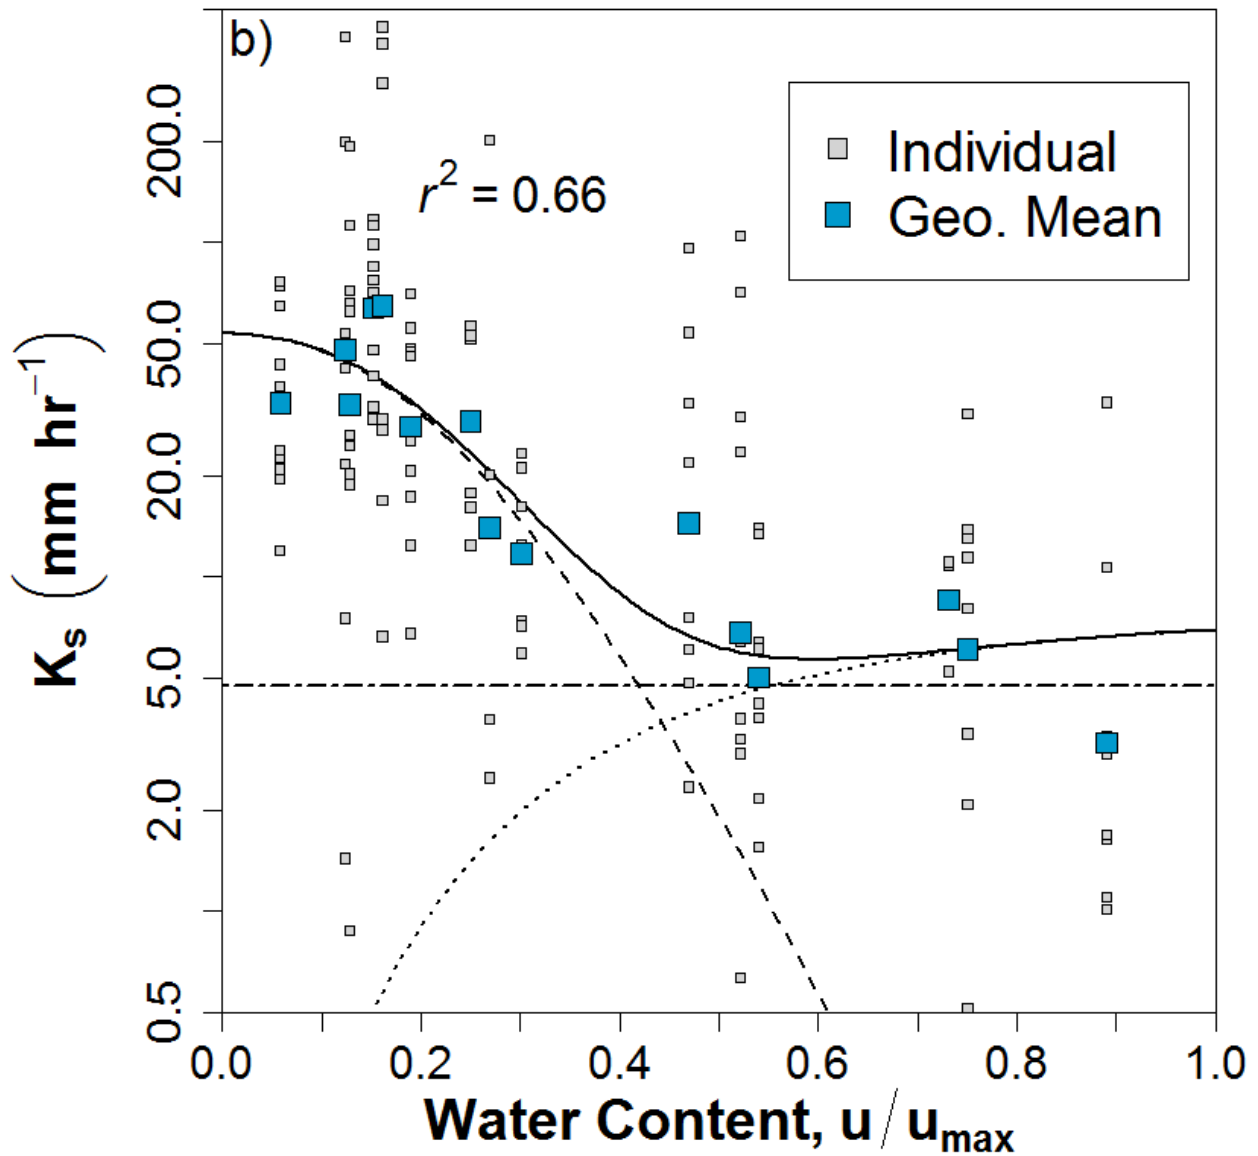 b)
r² = 0.66
Individual
Geo. Mean
200.0
50.0
20.0
5.0
2.0
0.5
Kₛ (mm hr⁻¹)
0.0 0.2 0.4 0.6 0.8 1.0
Water Content, u/uₘₐₓ